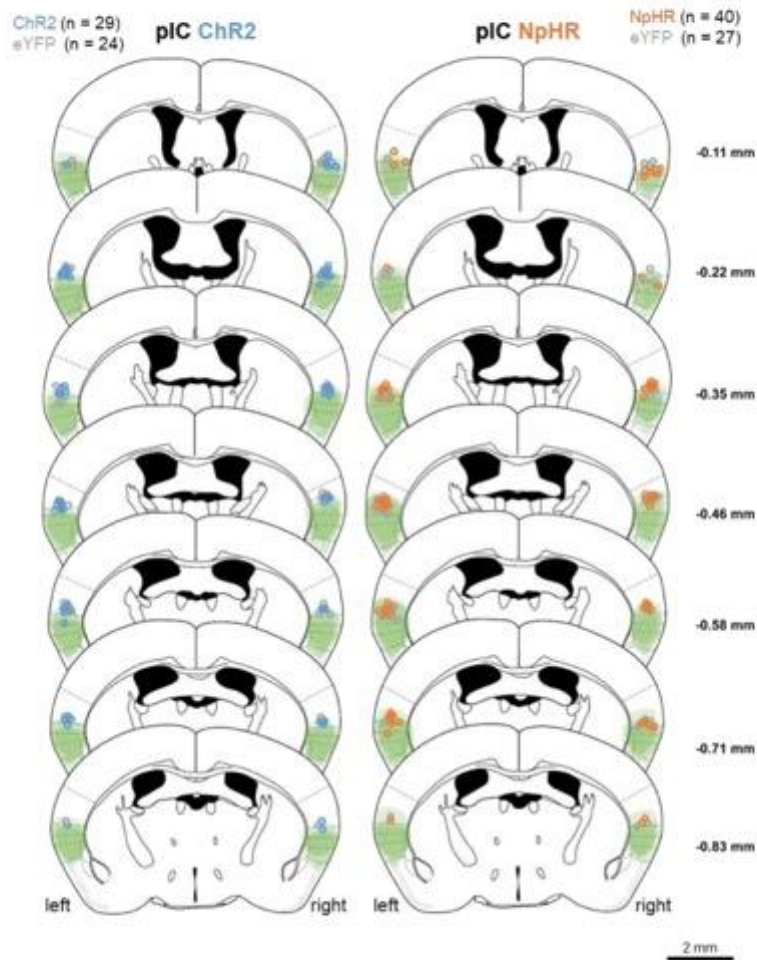 ChR2 (n = 29)
eYFP (n = 24)
pIC ChR2
pIC NpHR
NpHR (n = 40)
eYFP (n = 27)
-0.11 mm
-0.22 mm
-0.35 mm
-0.46 mm
-0.58 mm
-0.71 mm
-0.83 mm
left
right
left
right
2 mm